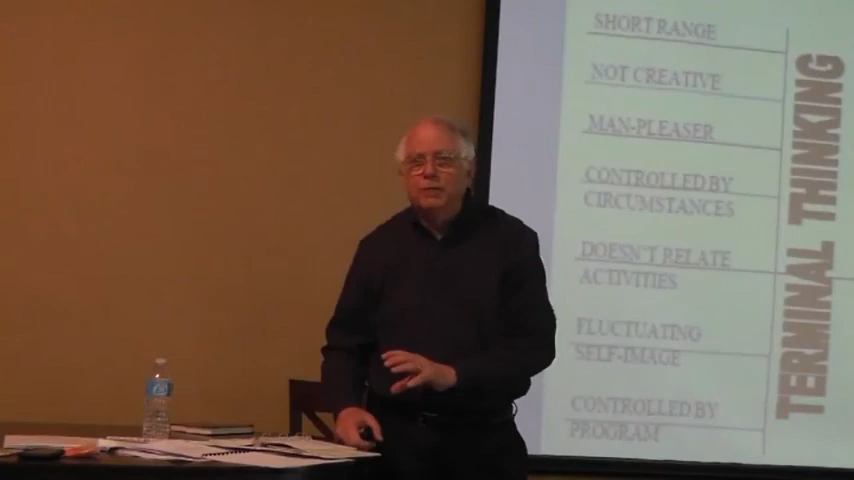 SHORT RANGE
NOT CREATIVE
MAN-PLEASER
CONTROLLED BY
CIRCUMSTANCES
DOESN'T RELATE
ACTIVITIES
FLUCTUATING
SELF-IMAGE
CONTROLLED BY
PROGRAM
TERMINAL THINKING